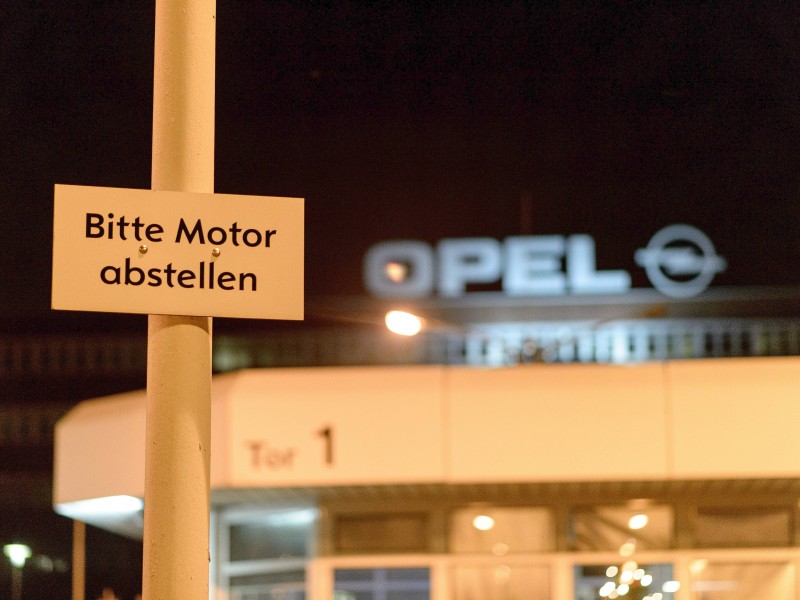 Bitte Motor
abstellen
OPEL
Tor 1